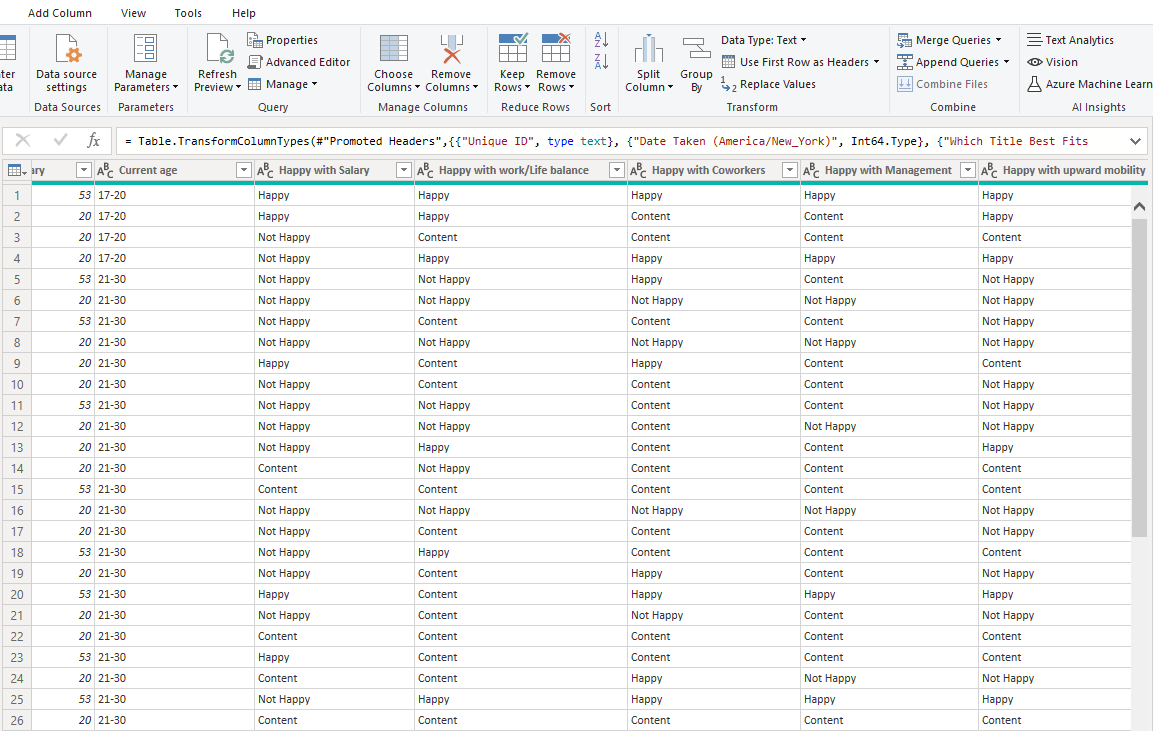 Add Column View Tools Help
ter
ata
Data source
settings
Data Sources
Manage
Parameters
Parameters
Refresh
Preview
Properties
Advanced Editor
Manage
Query
Choose
Columns
Remove
Columns
Manage Columns
Keep
Rows
Remove
Rows
Reduce Rows
Sort
Split
Column
Group
By
Data Type: Text
Use First Row as Headers
1 2 Replace Values
Transform
Merge Queries
Append Queries
Combine Files
Combine
Text Analytics
Vision
Azure Machine Learn
AI Insights
fx = Table.TransformColumnTypes(#"Promoted Headers",{{"Unique ID", type text}, {"Date Taken (America/New_York)", Int64.Type}, {"Which Title Best Fits
ary ABC Current age ABC Happy with Salary ABC Happy with work/Life balance ABC Happy with Coworkers ABC Happy with Management ABC Happy with upward mobility
1 53 17-20 Happy Happy Happy Happy Happy
2 20 17-20 Happy Happy Content Content Happy
3 20 17-20 Not Happy Content Content Content Content
4 20 17-20 Not Happy Happy Happy Happy Happy
5 53 21-30 Not Happy Not Happy Happy Content Not Happy
6 20 21-30 Not Happy Not Happy Not Happy Not Happy Not Happy
7 53 21-30 Not Happy Content Content Content Not Happy
8 20 21-30 Not Happy Not Happy Not Happy Not Happy Not Happy
9 20 21-30 Happy Content Happy Content Content
10 20 21-30 Not Happy Content Content Content Not Happy
11 53 21-30 Not Happy Not Happy Content Content Not Happy
12 20 21-30 Not Happy Not Happy Content Not Happy Not Happy
13 20 21-30 Not Happy Happy Content Content Happy
14 20 21-30 Content Not Happy Content Content Content
15 53 21-30 Content Content Content Content Content
16 20 21-30 Not Happy Not Happy Not Happy Not Happy Not Happy
17 20 21-30 Not Happy Content Content Content Not Happy
18 53 21-30 Not Happy Happy Content Content Content
19 20 21-30 Not Happy Content Happy Content Not Happy
20 53 21-30 Happy Content Happy Happy Happy
21 20 21-30 Not Happy Content Not Happy Content Not Happy
22 20 21-30 Content Content Content Content Content
23 53 21-30 Happy Content Content Content Content
24 20 21-30 Content Content Happy Not Happy Not Happy
25 53 21-30 Not Happy Happy Happy Happy Happy
26 20 21-30 Content Content Content Content Content